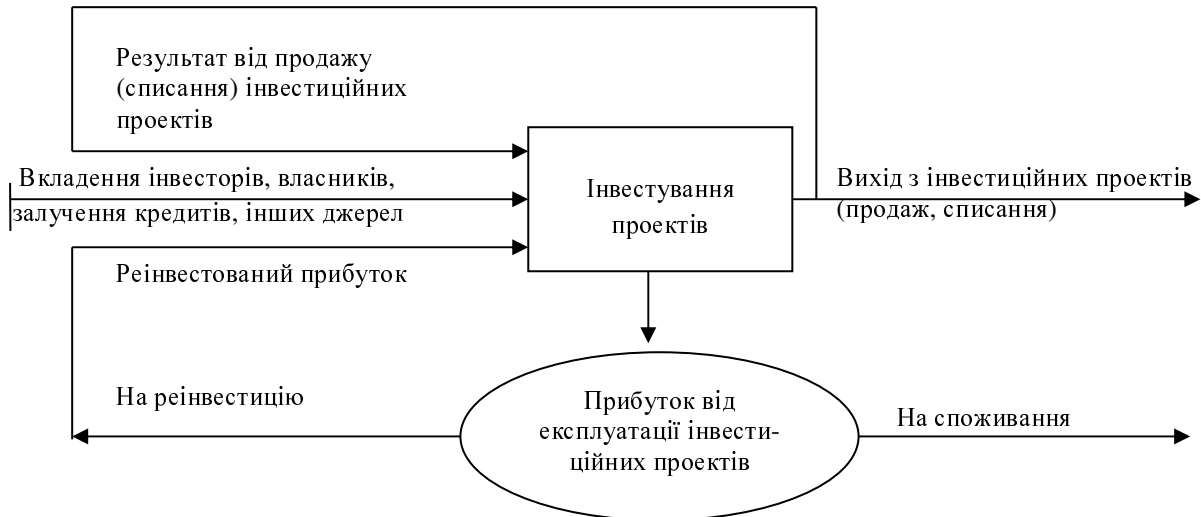 Результат від продажу
(списання) інвестиційних
проектів
Вкладення інвесторів, власників,
залучення кредитів, інших джерел
Інвестування
проектів
Вихід з інвестиційних проектів
(продаж, списання)
Реінвестований прибуток
На реінвестицію
Прибуток від
експлуатації інвести-
ційних проектів
На споживання